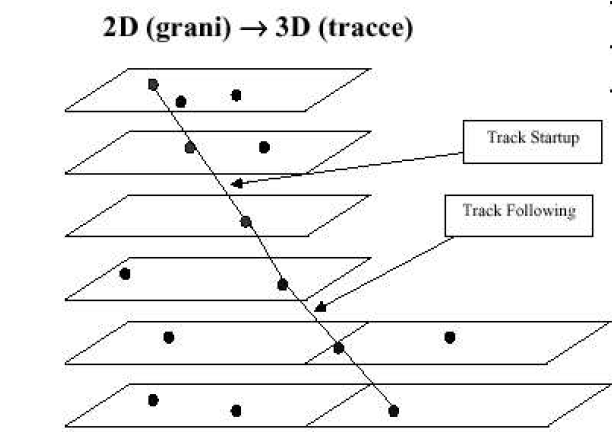 2D (grani) → 3D (tracce)
Track Startup
Track Following